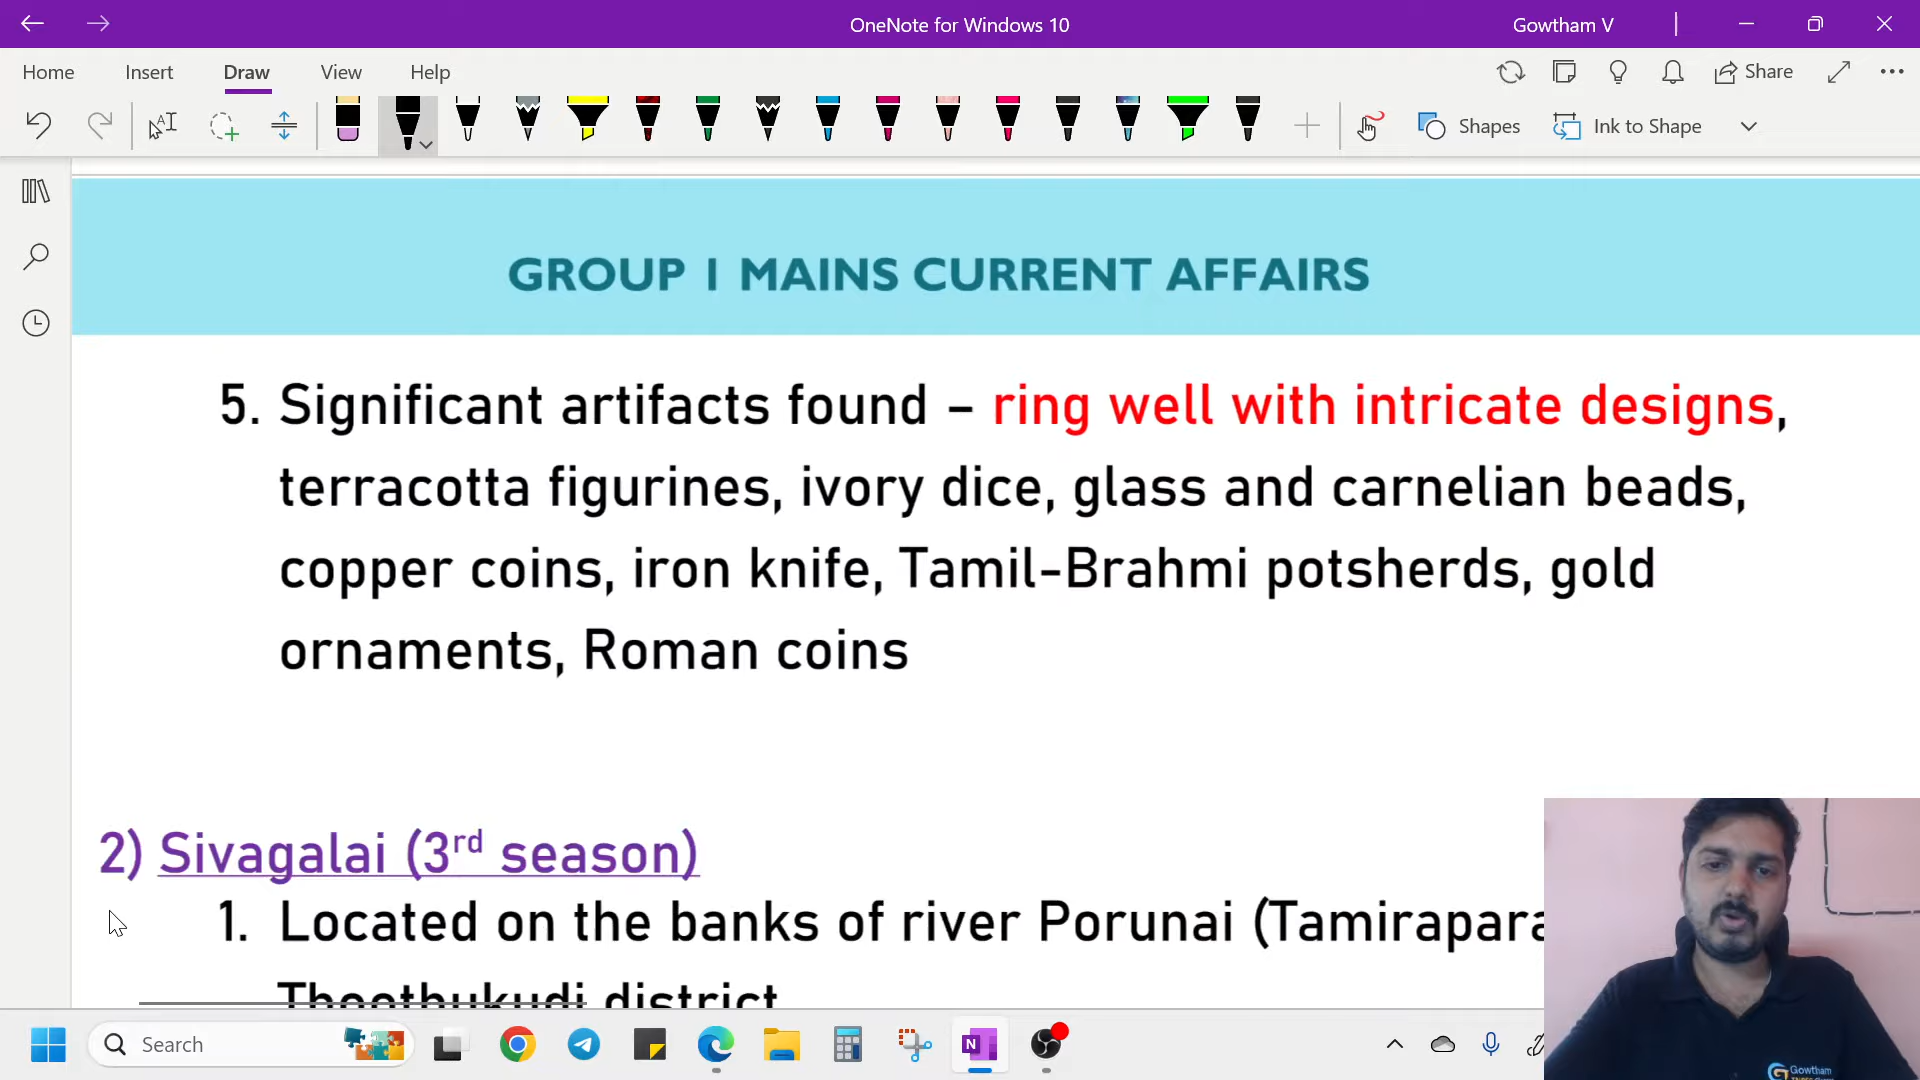 OneNote for Windows 10
Gowtham V
Home Insert Draw View Help
Share
Shapes
Ink to Shape
GROUP I MAINS CURRENT AFFAIRS
5. Significant artifacts found – ring well with intricate designs,
terracotta figurines, ivory dice, glass and carnelian beads,
copper coins, iron knife, Tamil-Brahmi potsherds, gold
ornaments, Roman coins
2) Sivagalai (3rd season)
1. Located on the banks of river Porunai (Tamirapara
Thoothukudi district
Search
Gowtham